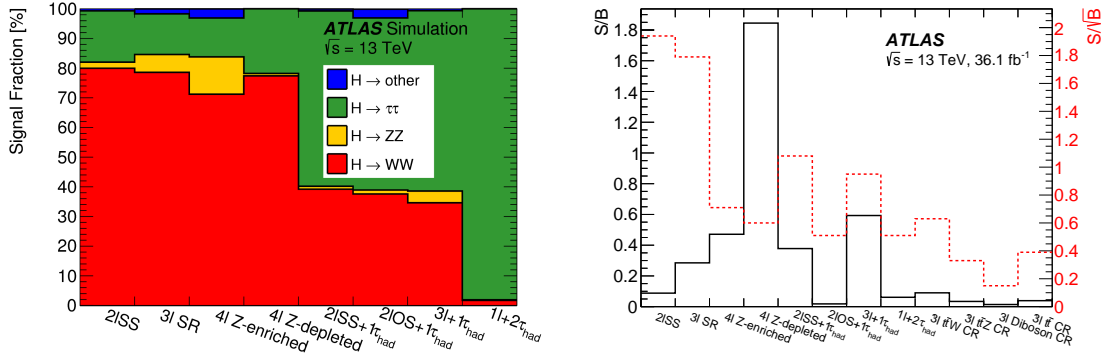 Signal Fraction [%]
100
90
80
70
60
50
40
30
20
10
0
ATLAS Simulation
√s = 13 TeV
H → other
H → ττ
H → ZZ
H → WW
2lSS
3l SR
4l Z-enriched
4l Z-depleted
2lSS+1τhad
2lOS+1τhad
3l+1τhad
1l+2τhad
S/B
1.8
1.6
1.4
1.2
1
0.8
0.6
0.4
0.2
0
ATLAS
√s = 13 TeV, 36.1 fb⁻¹
S/√B
2
1.8
1.6
1.4
1.2
1
0.8
0.6
0.4
0.2
0
2lSS
3l SR
4l Z-enriched
4l Z-depleted
2lSS+1τhad
2lOS+1τhad
3l+1τhad
1l+2τhad
3l tt̄W CR
3l tt̄Z CR
3l Diboson CR
3l tt̄ CR